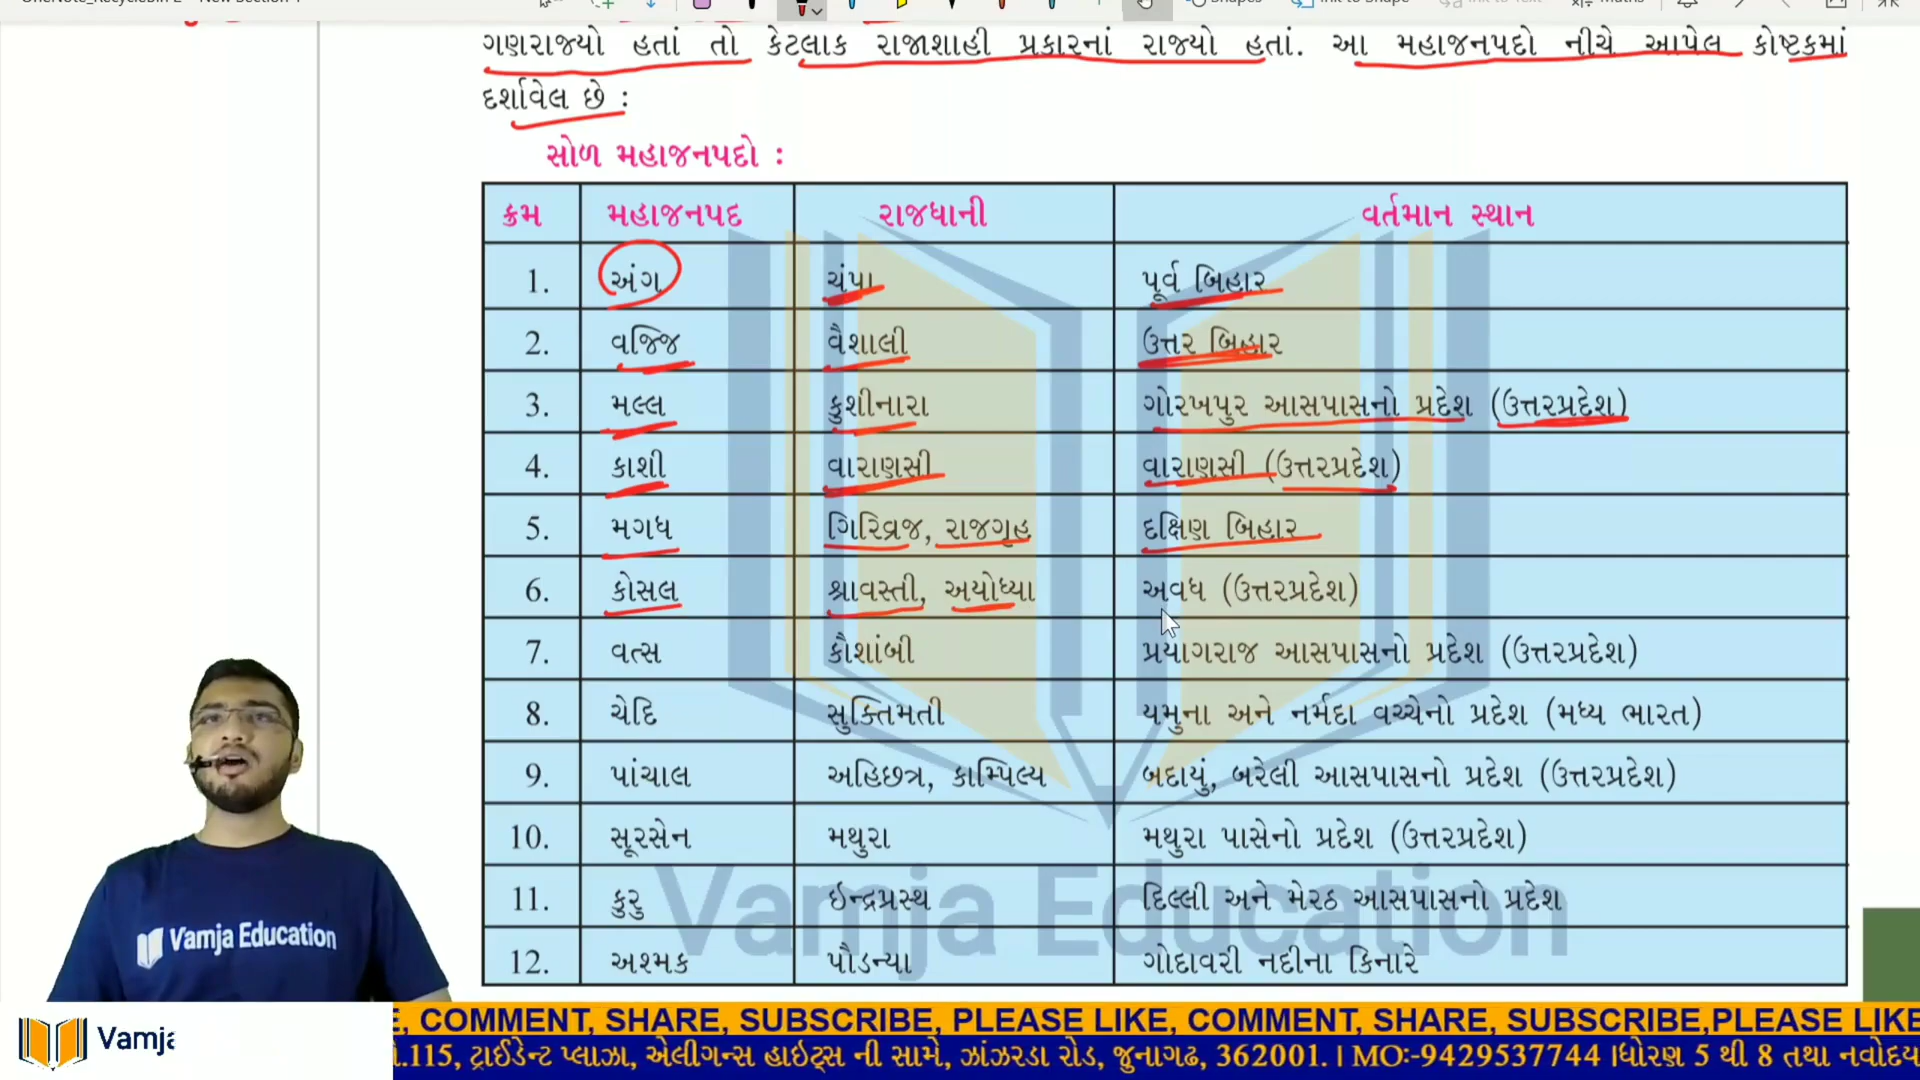 ગણરાજ્યો હતાં તો કેટલાક રાજાશાહી પ્રકારનાં રાજ્યો હતાં. આ મહાજનપદો નીચે આપેલ કોષ્ટકમાં
દર્શાવેલ છે :
સોળ મહાજનપદો :
ક્રમ મહાજનપદ રાજધાની વર્તમાન સ્થાન
1. અંગ ચંપા પૂર્વ બિહાર
2. વજ્જિ વૈશાલી ઉત્તર બિહાર
3. મલ્લ કુશીનારા ગોરખપુર આસપાસનો પ્રદેશ (ઉત્તરપ્રદેશ)
4. કાશી વારાણસી વારાણસી (ઉત્તરપ્રદેશ)
5. મગધ ગિરિવ્રજ, રાજગૃહ દક્ષિણ બિહાર
6. કોસલ શ્રાવસ્તી, અયોધ્યા અવધ (ઉત્તરપ્રદેશ)
7. વત્સ કૌશાંબી પ્રયાગરાજ આસપાસનો પ્રદેશ (ઉત્તરપ્રદેશ)
8. ચેદિ સુક્તિમતી યમુના અને નર્મદા વચ્ચેનો પ્રદેશ (મધ્ય ભારત)
9. પાંચાલ અહિછત્ર, કામ્પિલ્ય બદાયું, બરેલી આસપાસનો પ્રદેશ (ઉત્તરપ્રદેશ)
10. સૂરસેન મથુરા મથુરા પાસેનો પ્રદેશ (ઉત્તરપ્રદેશ)
11. કુરુ ઇન્દ્રપ્રસ્થ દિલ્લી અને મેરઠ આસપાસનો પ્રદેશ
12. અશ્મક પૌડન્યા ગોદાવરી નદીના કિનારે
Vamja Education
Vamja Education
Vamja
E, COMMENT, SHARE, SUBSCRIBE, PLEASE LIKE, COMMENT, SHARE, SUBSCRIBE,PLEASE LIKE
.115, ટ્રાઈડેન્ટ પ્લાઝા, એલીગન્સ હાઇટ્સ ની સામે, ઝાંઝરડા રોડ, જુનાગઢ, 362001. | MO:-9429537744 |ધોરણ 5 થી 8 તથા નવોદય